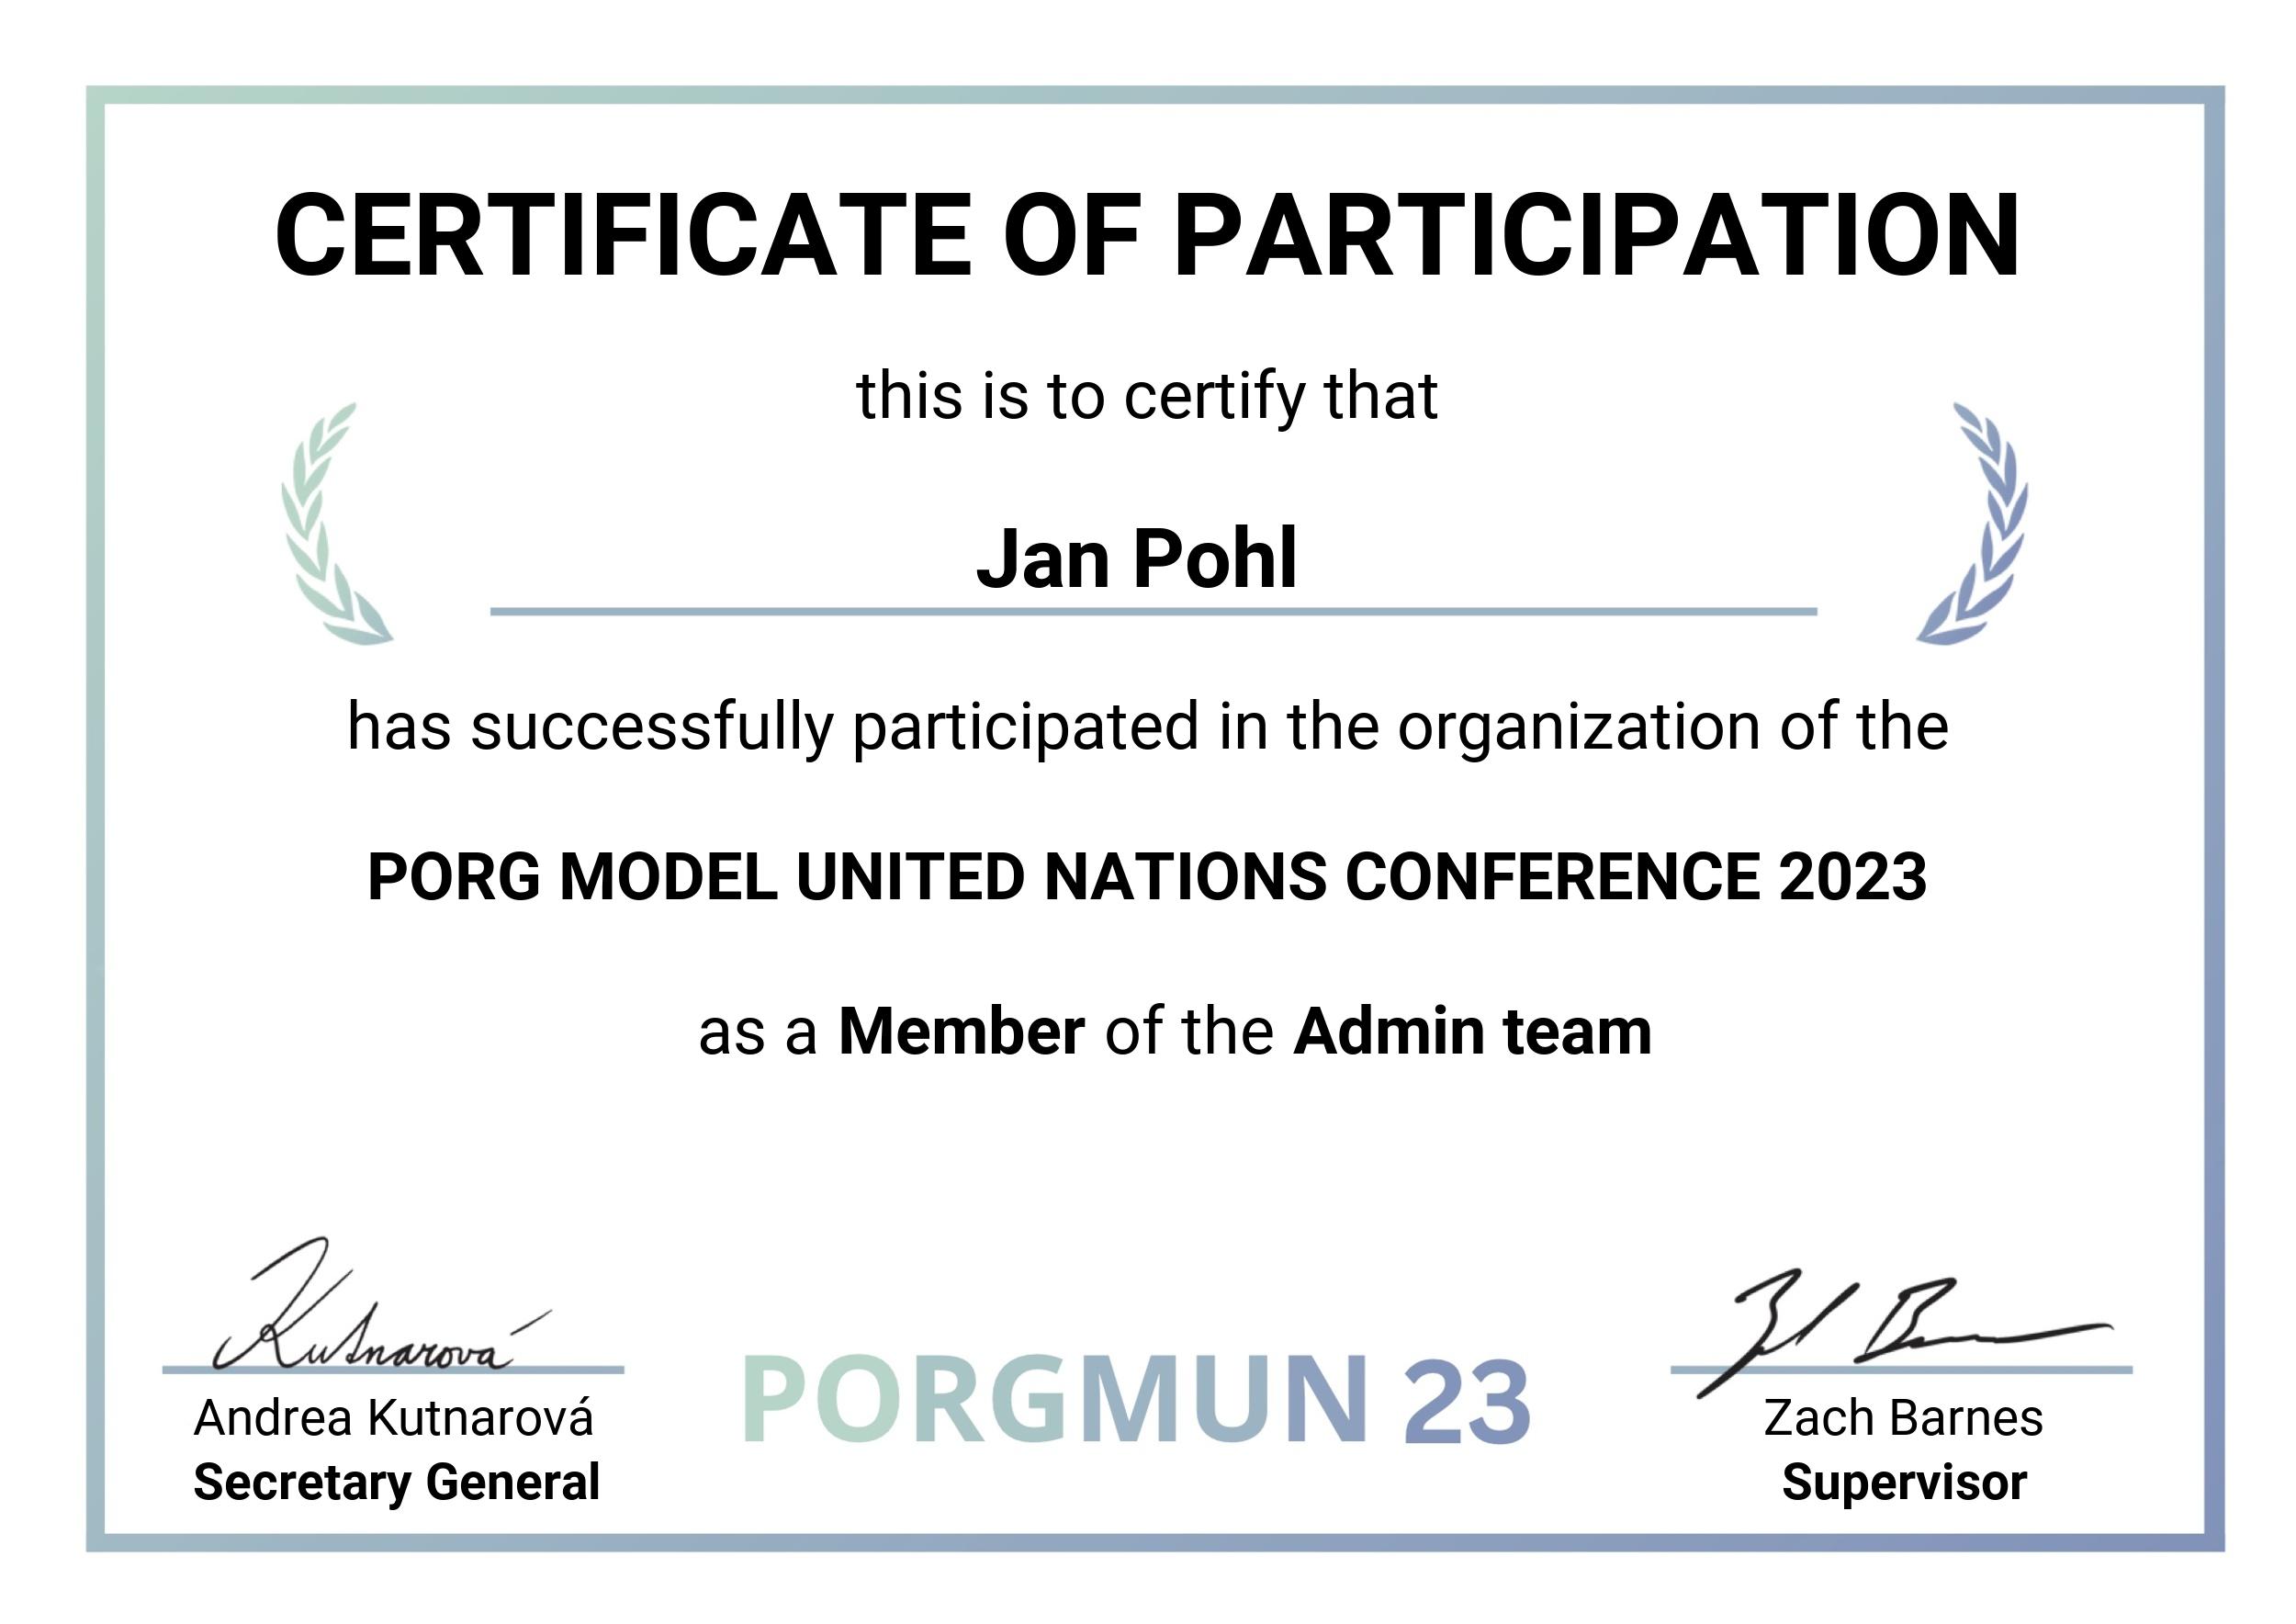 CERTIFICATE OF PARTICIPATION
this is to certify that
Jan Pohl
has successfully participated in the organization of the
PORG MODEL UNITED NATIONS CONFERENCE 2023
as a Member of the Admin team
Kutnarová
Andrea Kutnarová
Secretary General
PORGMUN 23
Zach Barnes
Supervisor